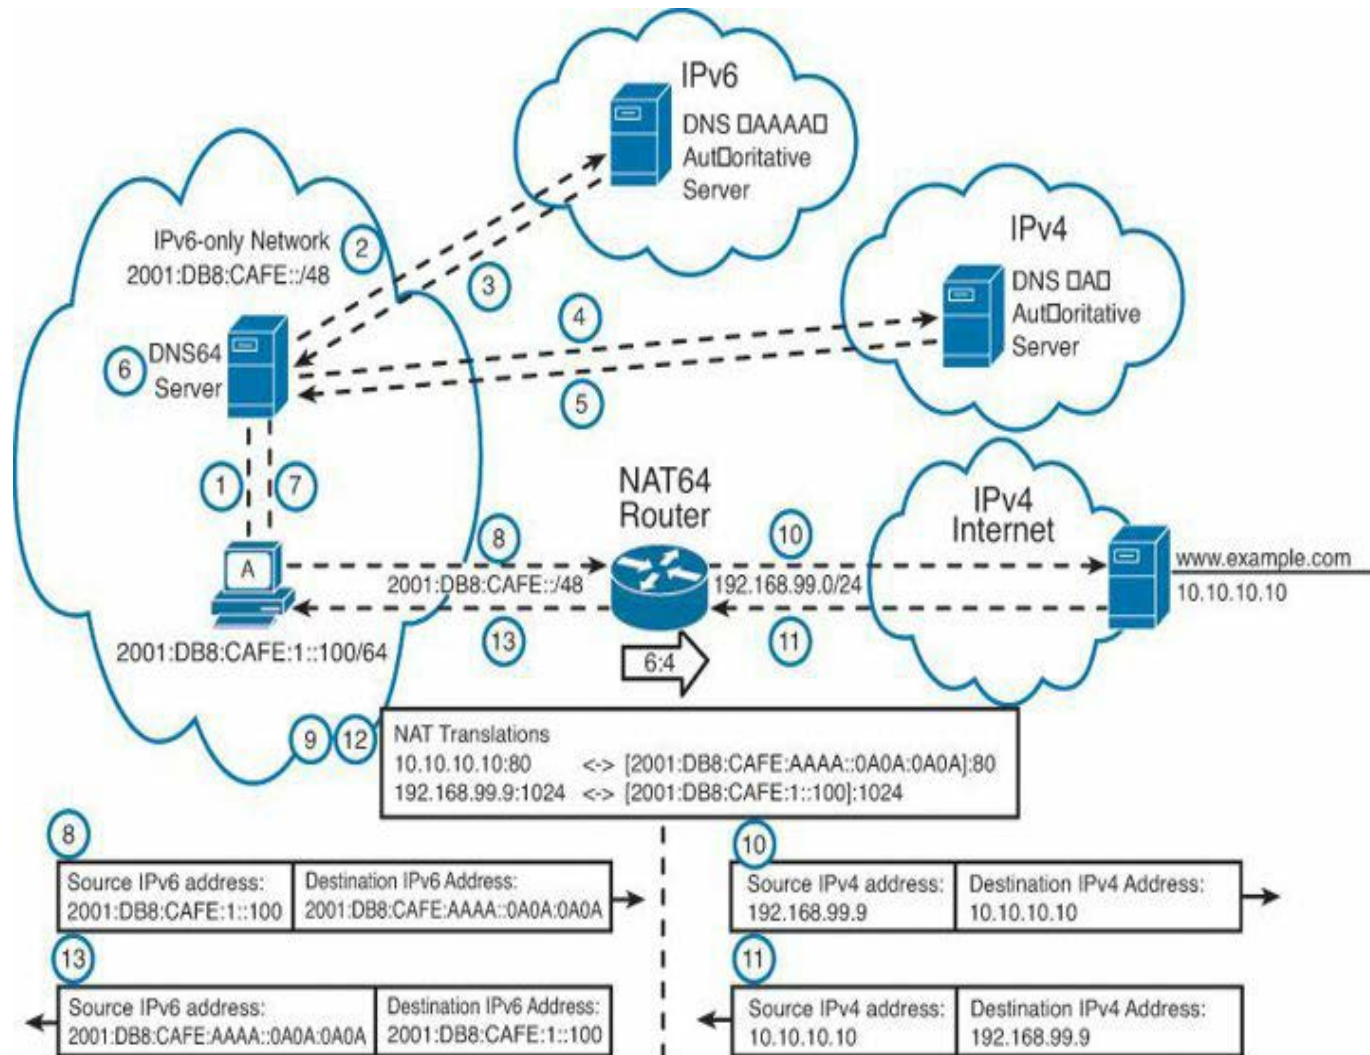 IPv6
DNS □AAAA□
Aut□oritative
Server
IPv4
DNS □A□
Aut□oritative
Server
IPv6-only Network
2001:DB8:CAFE::/48
2
3
4
5
6
DNS64
Server
1
7
NAT64
Router
IPv4
Internet
8
10
A
2001:DB8:CAFE::/48
192.168.99.0/24
www.example.com
10.10.10.10
13
11
2001:DB8:CAFE:1::100/64
6:4
9
12
NAT Translations
10.10.10.10:80 <-> [2001:DB8:CAFE:AAAA::0A0A:0A0A]:80
192.168.99.9:1024 <-> [2001:DB8:CAFE:1::100]:1024
8
Source IPv6 address:
2001:DB8:CAFE:1::100
Destination IPv6 Address:
2001:DB8:CAFE:AAAA::0A0A:0A0A
10
Source IPv4 address:
192.168.99.9
Destination IPv4 Address:
10.10.10.10
13
Source IPv6 address:
2001:DB8:CAFE:AAAA::0A0A:0A0A
Destination IPv6 Address:
2001:DB8:CAFE:1::100
11
Source IPv4 address:
10.10.10.10
Destination IPv4 Address:
192.168.99.9